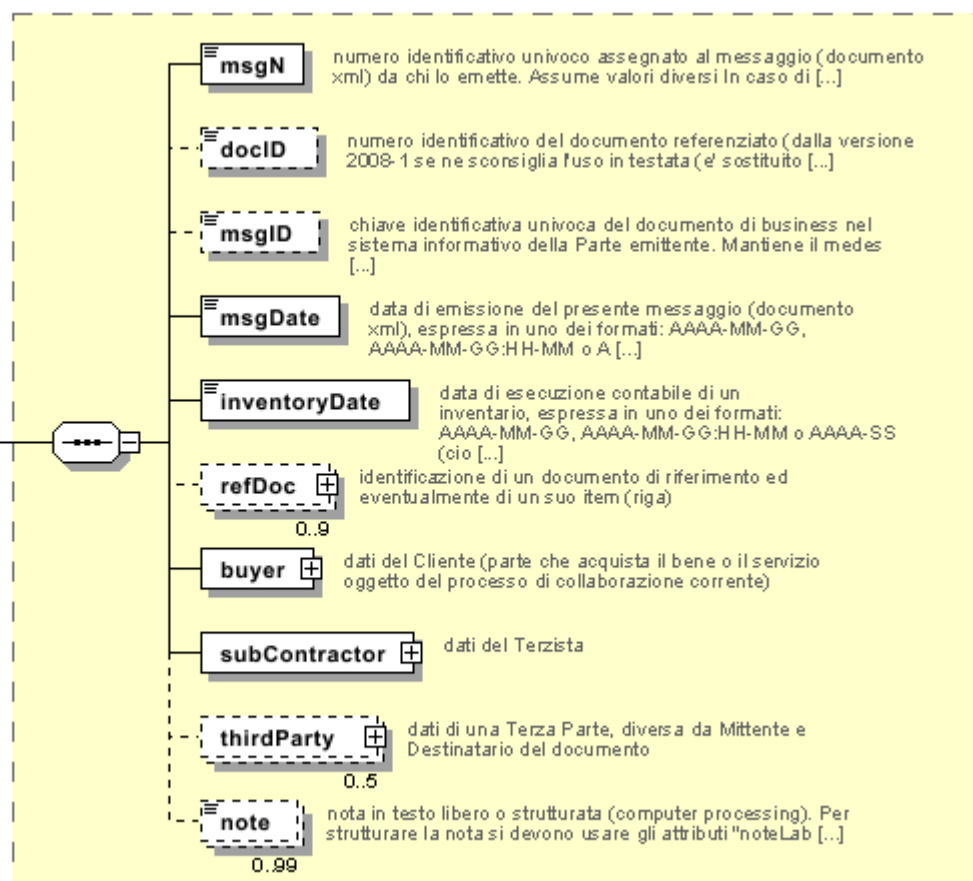 msgN
numero identificativo univoco assegnato al messaggio (documento
xml) da chi lo emette. Assume valori diversi In caso di [...]
docID
numero identificativo del documento referenziato (dalla versione
2008-1 se ne sconsiglia l'uso in testata (e' sostituito [...]
msgID
chiave identificativa univoca del documento di business nel
sistema informativo della Parte emittente. Mantiene il medes
[...]
msgDate
data di emissione del presente messaggio (documento
xml), espressa in uno dei formati: AAAA-MM-GG,
AAAA-MM-GG:HH-MM o A [...]
inventoryDate
data di esecuzione contabile di un
inventario, espressa in uno dei formati:
AAAA-MM-GG, AAAA-MM-GG:HH-MM o AAAA-SS
(cio [...]
refDoc
identificazione di un documento di riferimento ed
eventualmente di un suo item (riga)
0..9
buyer
dati del Cliente (parte che acquista il bene o il servizio
oggetto del processo di collaborazione corrente)
subContractor
dati del Terzista
thirdParty
dati di una Terza Parte, diversa da Mittente e
Destinatario del documento
0..5
note
nota in testo libero o strutturata (computer processing). Per
strutturare la nota si devono usare gli attributi "noteLab [...]
0..99